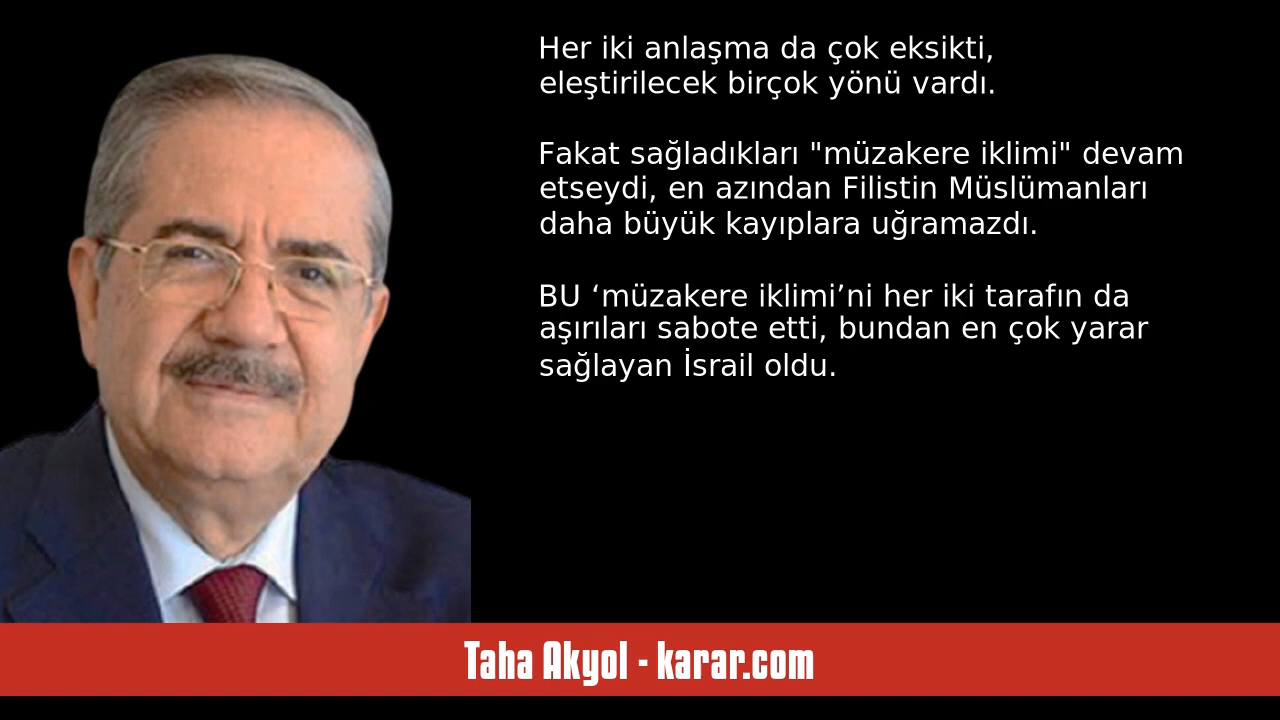 Her iki anlaşma da çok eksikti,
eleştirilecek birçok yönü vardı.
Fakat sağladıkları "müzakere iklimi" devam
etseydi, en azından Filistin Müslümanları
daha büyük kayıplara uğramazdı.
BU ‘müzakere iklimi’ni her iki tarafın da
aşırıları sabote etti, bundan en çok yarar
sağlayan İsrail oldu.
Taha Akyol - karar.com